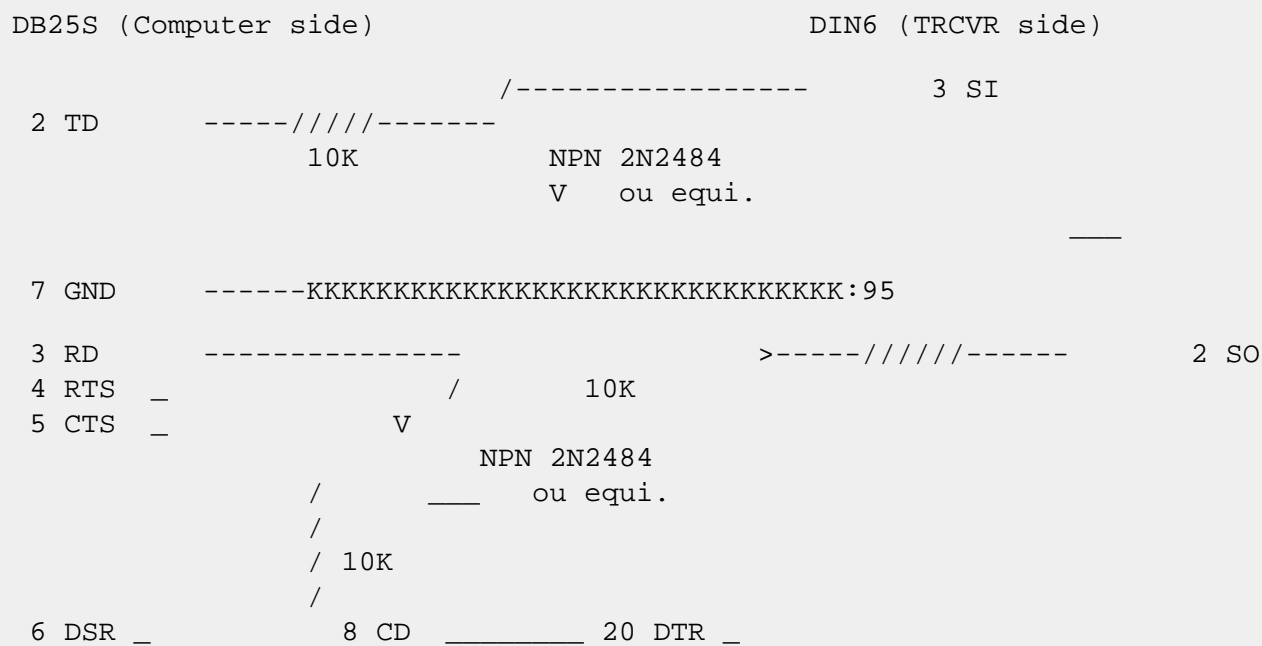 DB25S (Computer side)                         DIN6 (TRCVR side)
                            /-----------------       3 SI
 2 TD      -----/////-------
                 10K           NPN 2N2484
                               V   ou equi.
                                                             ___
 7 GND     ------KKKKKKKKKKKKKKKKKKKKKKKKKKKKKKK:95
 3 RD      ---------------                 >-----//////------       2 SO
 4 RTS  _                /       10K
 5 CTS  _             V
                           NPN 2N2484
                 /      ___   ou equi.
                 /
                 / 10K
                 /
 6 DSR _           8 CD  ________ 20 DTR _